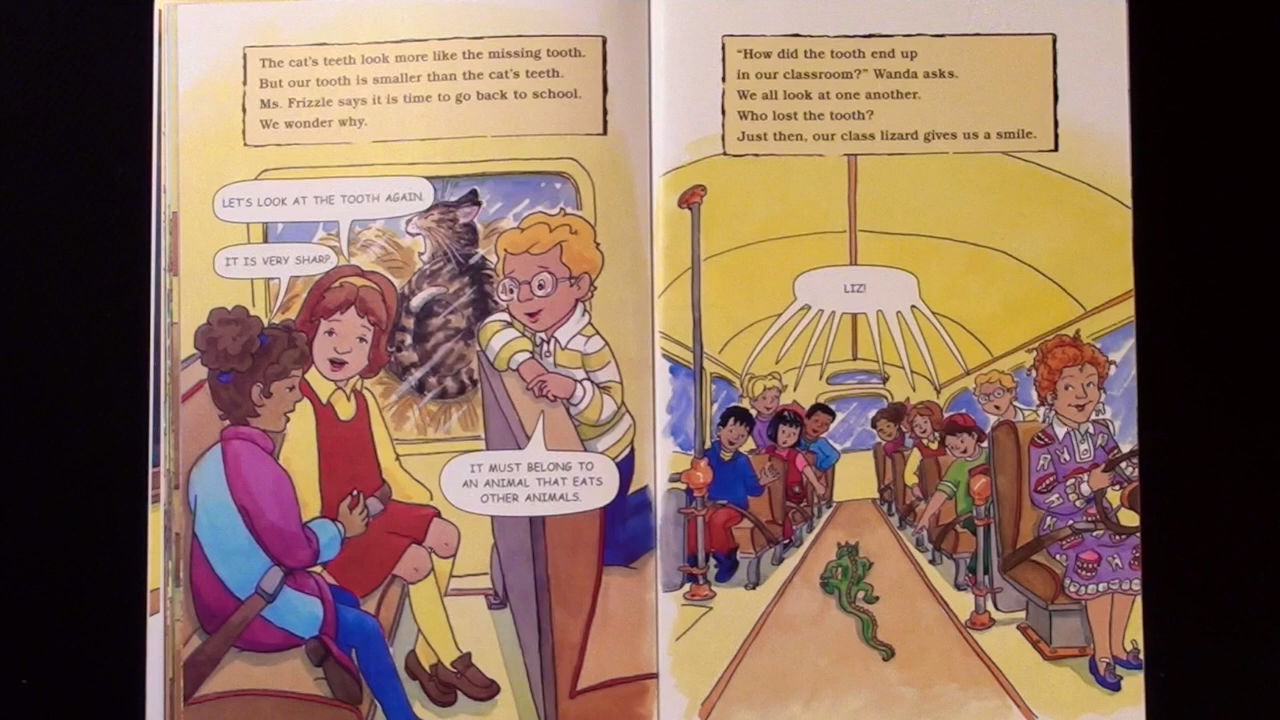 The cat's teeth look more like the missing tooth.
But our tooth is smaller than the cat's teeth.
Ms. Frizzle says it is time to go back to school.
We wonder why.
LET'S LOOK AT THE TOOTH AGAIN.
IT IS VERY SHARP.
IT MUST BELONG TO
AN ANIMAL THAT EATS
OTHER ANIMALS.
"How did the tooth end up
in our classroom?" Wanda asks.
We all look at one another.
Who lost the tooth?
Just then, our class lizard gives us a smile.
LIZ!